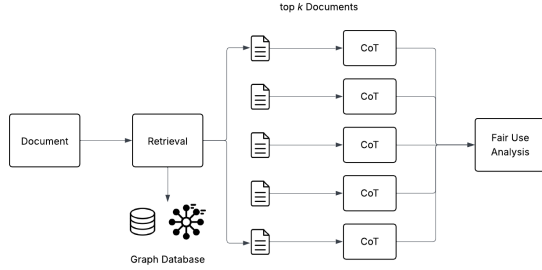 top k Documents
Document
Retrieval
CoT
CoT
CoT
CoT
CoT
Fair Use
Analysis
Graph Database